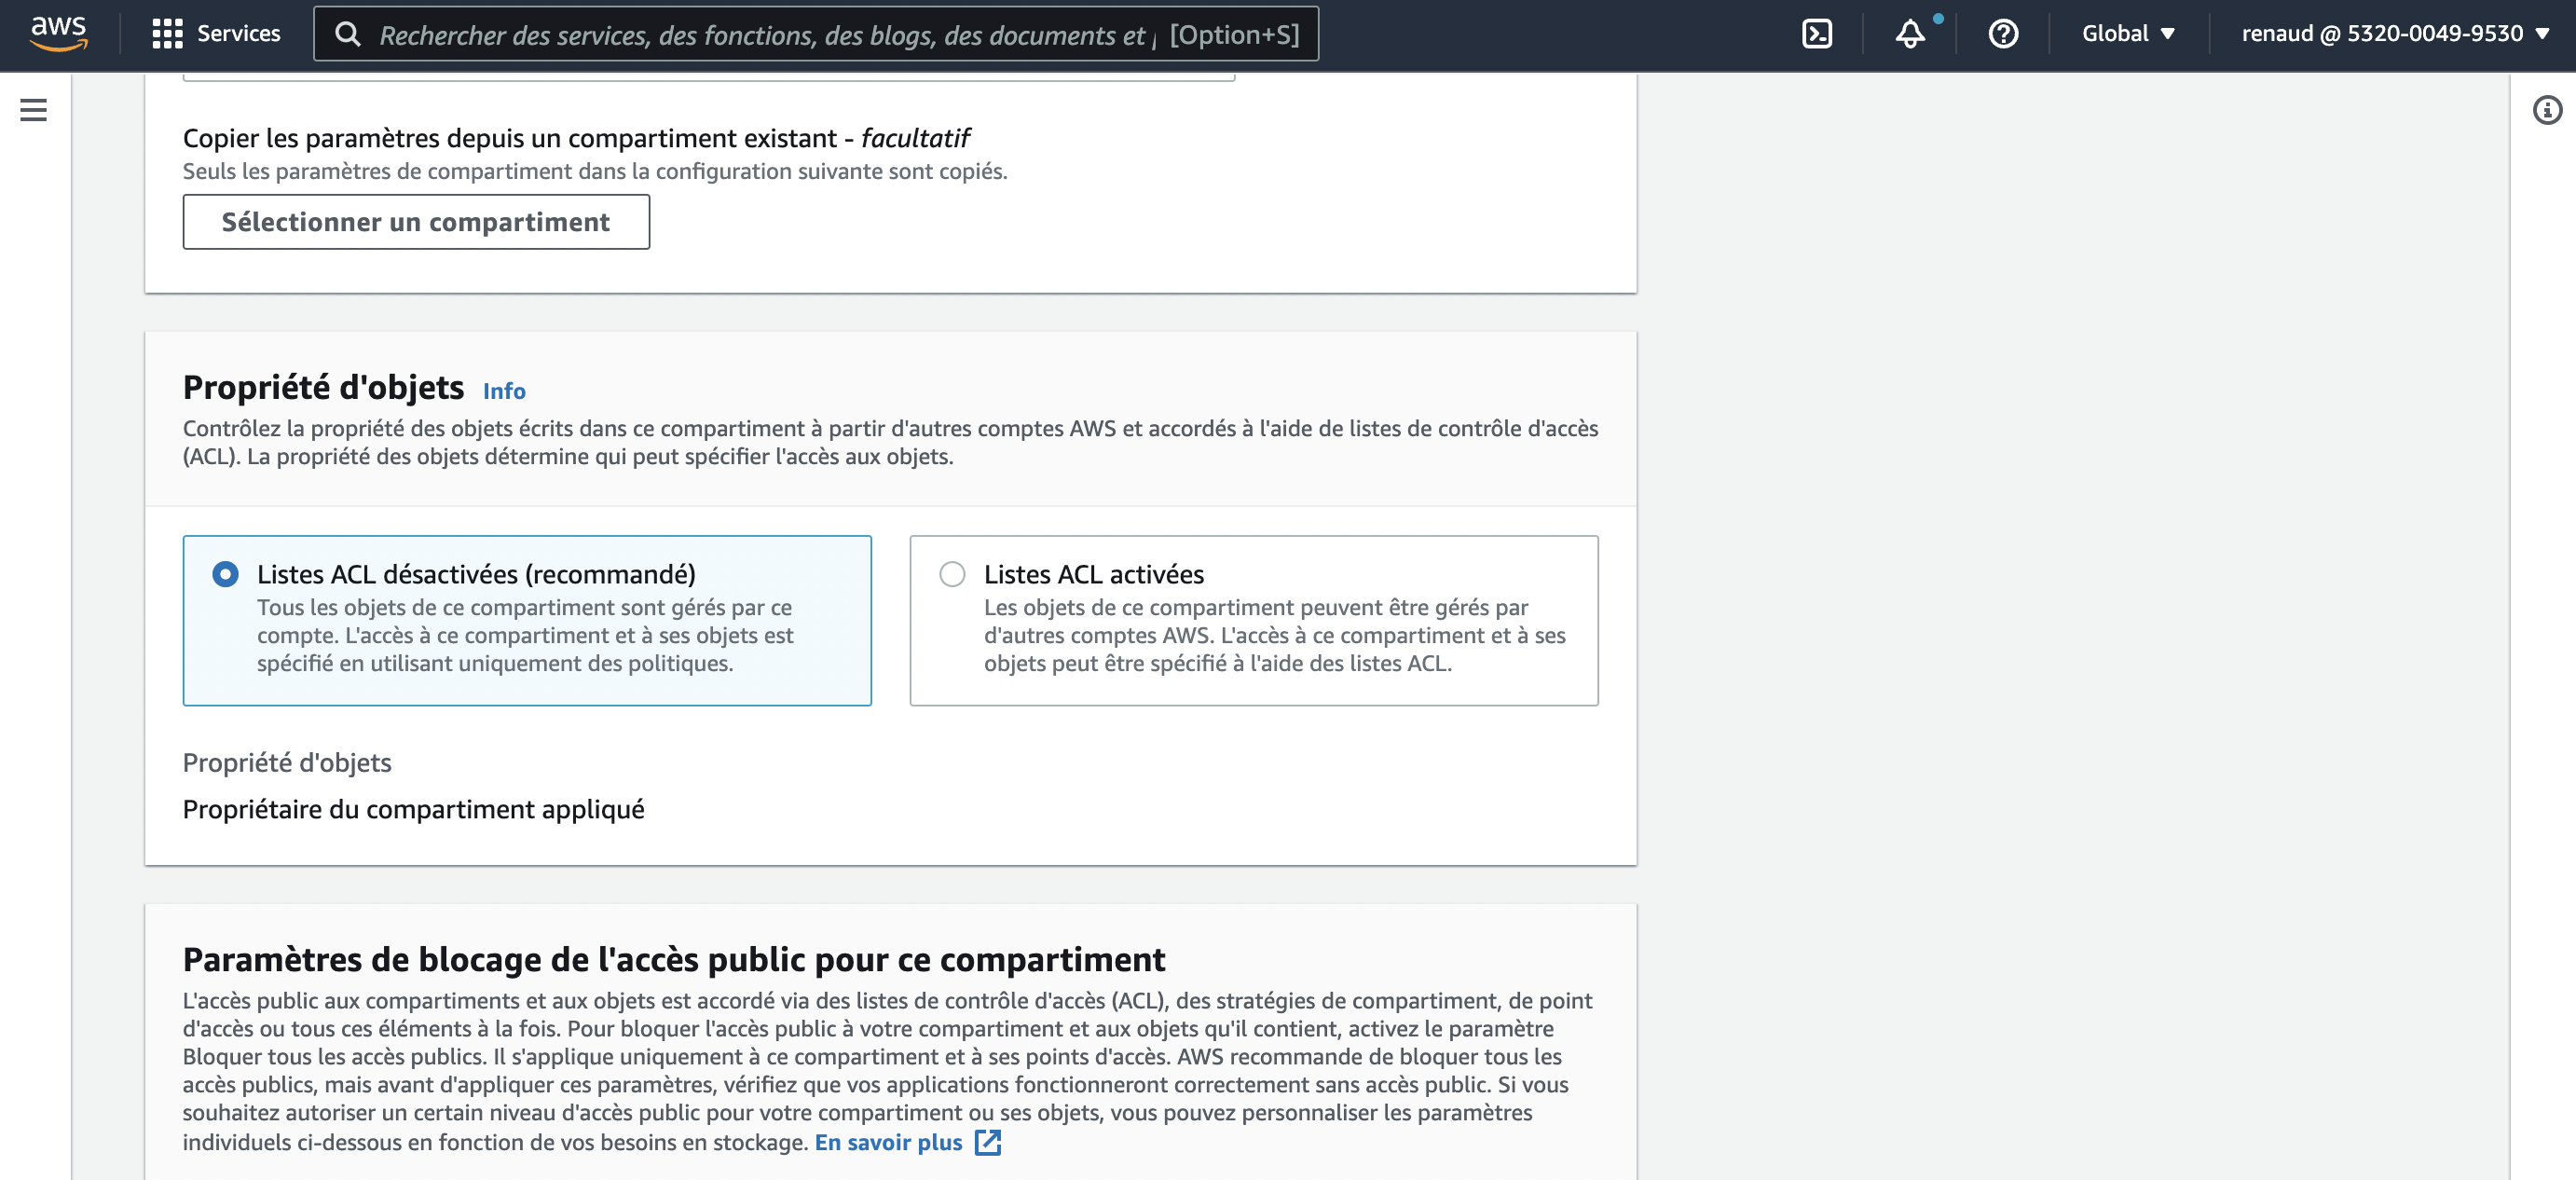 aws
Services
Rechercher des services, des fonctions, des blogs, des documents et
[Option+S]
Global
renaud @ 5320-0049-9530
Copier les paramètres depuis un compartiment existant - facultatif
Seuls les paramètres de compartiment dans la configuration suivante sont copiés.
Sélectionner un compartiment
Propriété d'objets Info
Contrôlez la propriété des objets écrits dans ce compartiment à partir d'autres comptes AWS et accordés à l'aide de listes de contrôle d'accès
(ACL). La propriété des objets détermine qui peut spécifier l'accès aux objets.
Listes ACL désactivées (recommandé)
Tous les objets de ce compartiment sont gérés par ce
compte. L'accès à ce compartiment et à ses objets est
spécifié en utilisant uniquement des politiques.
Listes ACL activées
Les objets de ce compartiment peuvent être gérés par
d'autres comptes AWS. L'accès à ce compartiment et à ses
objets peut être spécifié à l'aide des listes ACL.
Propriété d'objets
Propriétaire du compartiment appliqué
Paramètres de blocage de l'accès public pour ce compartiment
L'accès public aux compartiments et aux objets est accordé via des listes de contrôle d'accès (ACL), des stratégies de compartiment, de point
d'accès ou tous ces éléments à la fois. Pour bloquer l'accès public à votre compartiment et aux objets qu'il contient, activez le paramètre
Bloquer tous les accès publics. Il s'applique uniquement à ce compartiment et à ses points d'accès. AWS recommande de bloquer tous les
accès publics, mais avant d'appliquer ces paramètres, vérifiez que vos applications fonctionneront correctement sans accès public. Si vous
souhaitez autoriser un certain niveau d'accès public pour votre compartiment ou ses objets, vous pouvez personnaliser les paramètres
individuels ci-dessous en fonction de vos besoins en stockage. En savoir plus